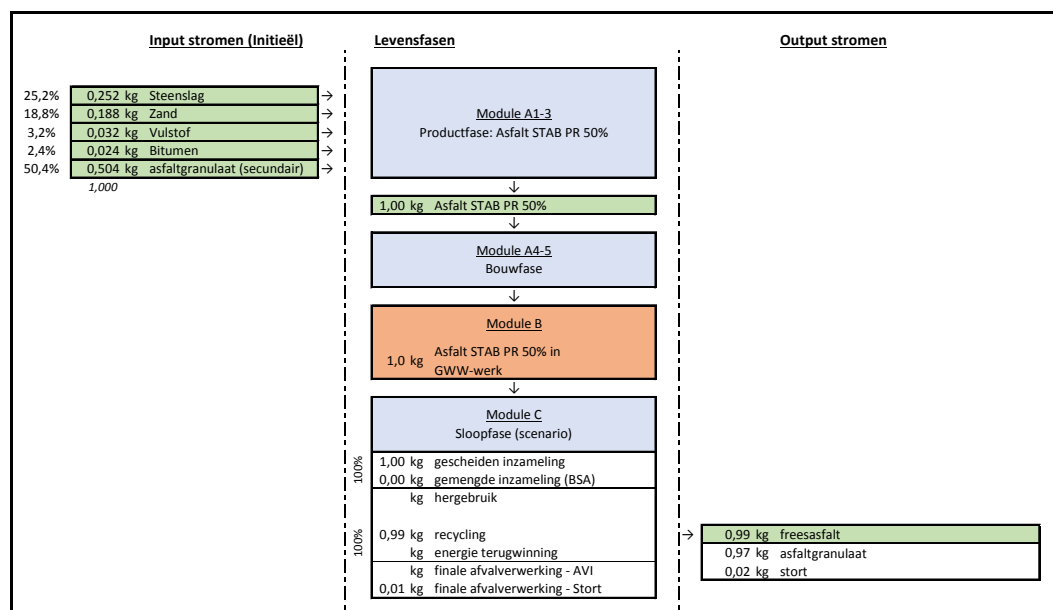 Input stromen (Initieël) Levensfasen Output stromen
25,2% 0,252 kg Steenslag →
18,8% 0,188 kg Zand →
3,2% 0,032 kg Vulstof →
2,4% 0,024 kg Bitumen →
50,4% 0,504 kg asfaltgranulaat (secundair) →
1,000
Module A1-3
Productfase: Asfalt STAB PR 50%
↓
1,00 kg Asfalt STAB PR 50%
↓
Module A4-5
Bouwfase
↓
Module B
1,0 kg Asfalt STAB PR 50% in
GWW-werk
↓
Module C
Sloopfase (scenario)
100%
1,00 kg gescheiden inzameling
0,00 kg gemengde inzameling (BSA)
kg hergebruik
100%
0,99 kg recycling → 0,99 kg freesasfalt
kg energie terugwinning 0,97 kg asfaltgranulaat
kg finale afvalverwerking - AVI 0,02 kg stort
0,01 kg finale afvalverwerking - Stort